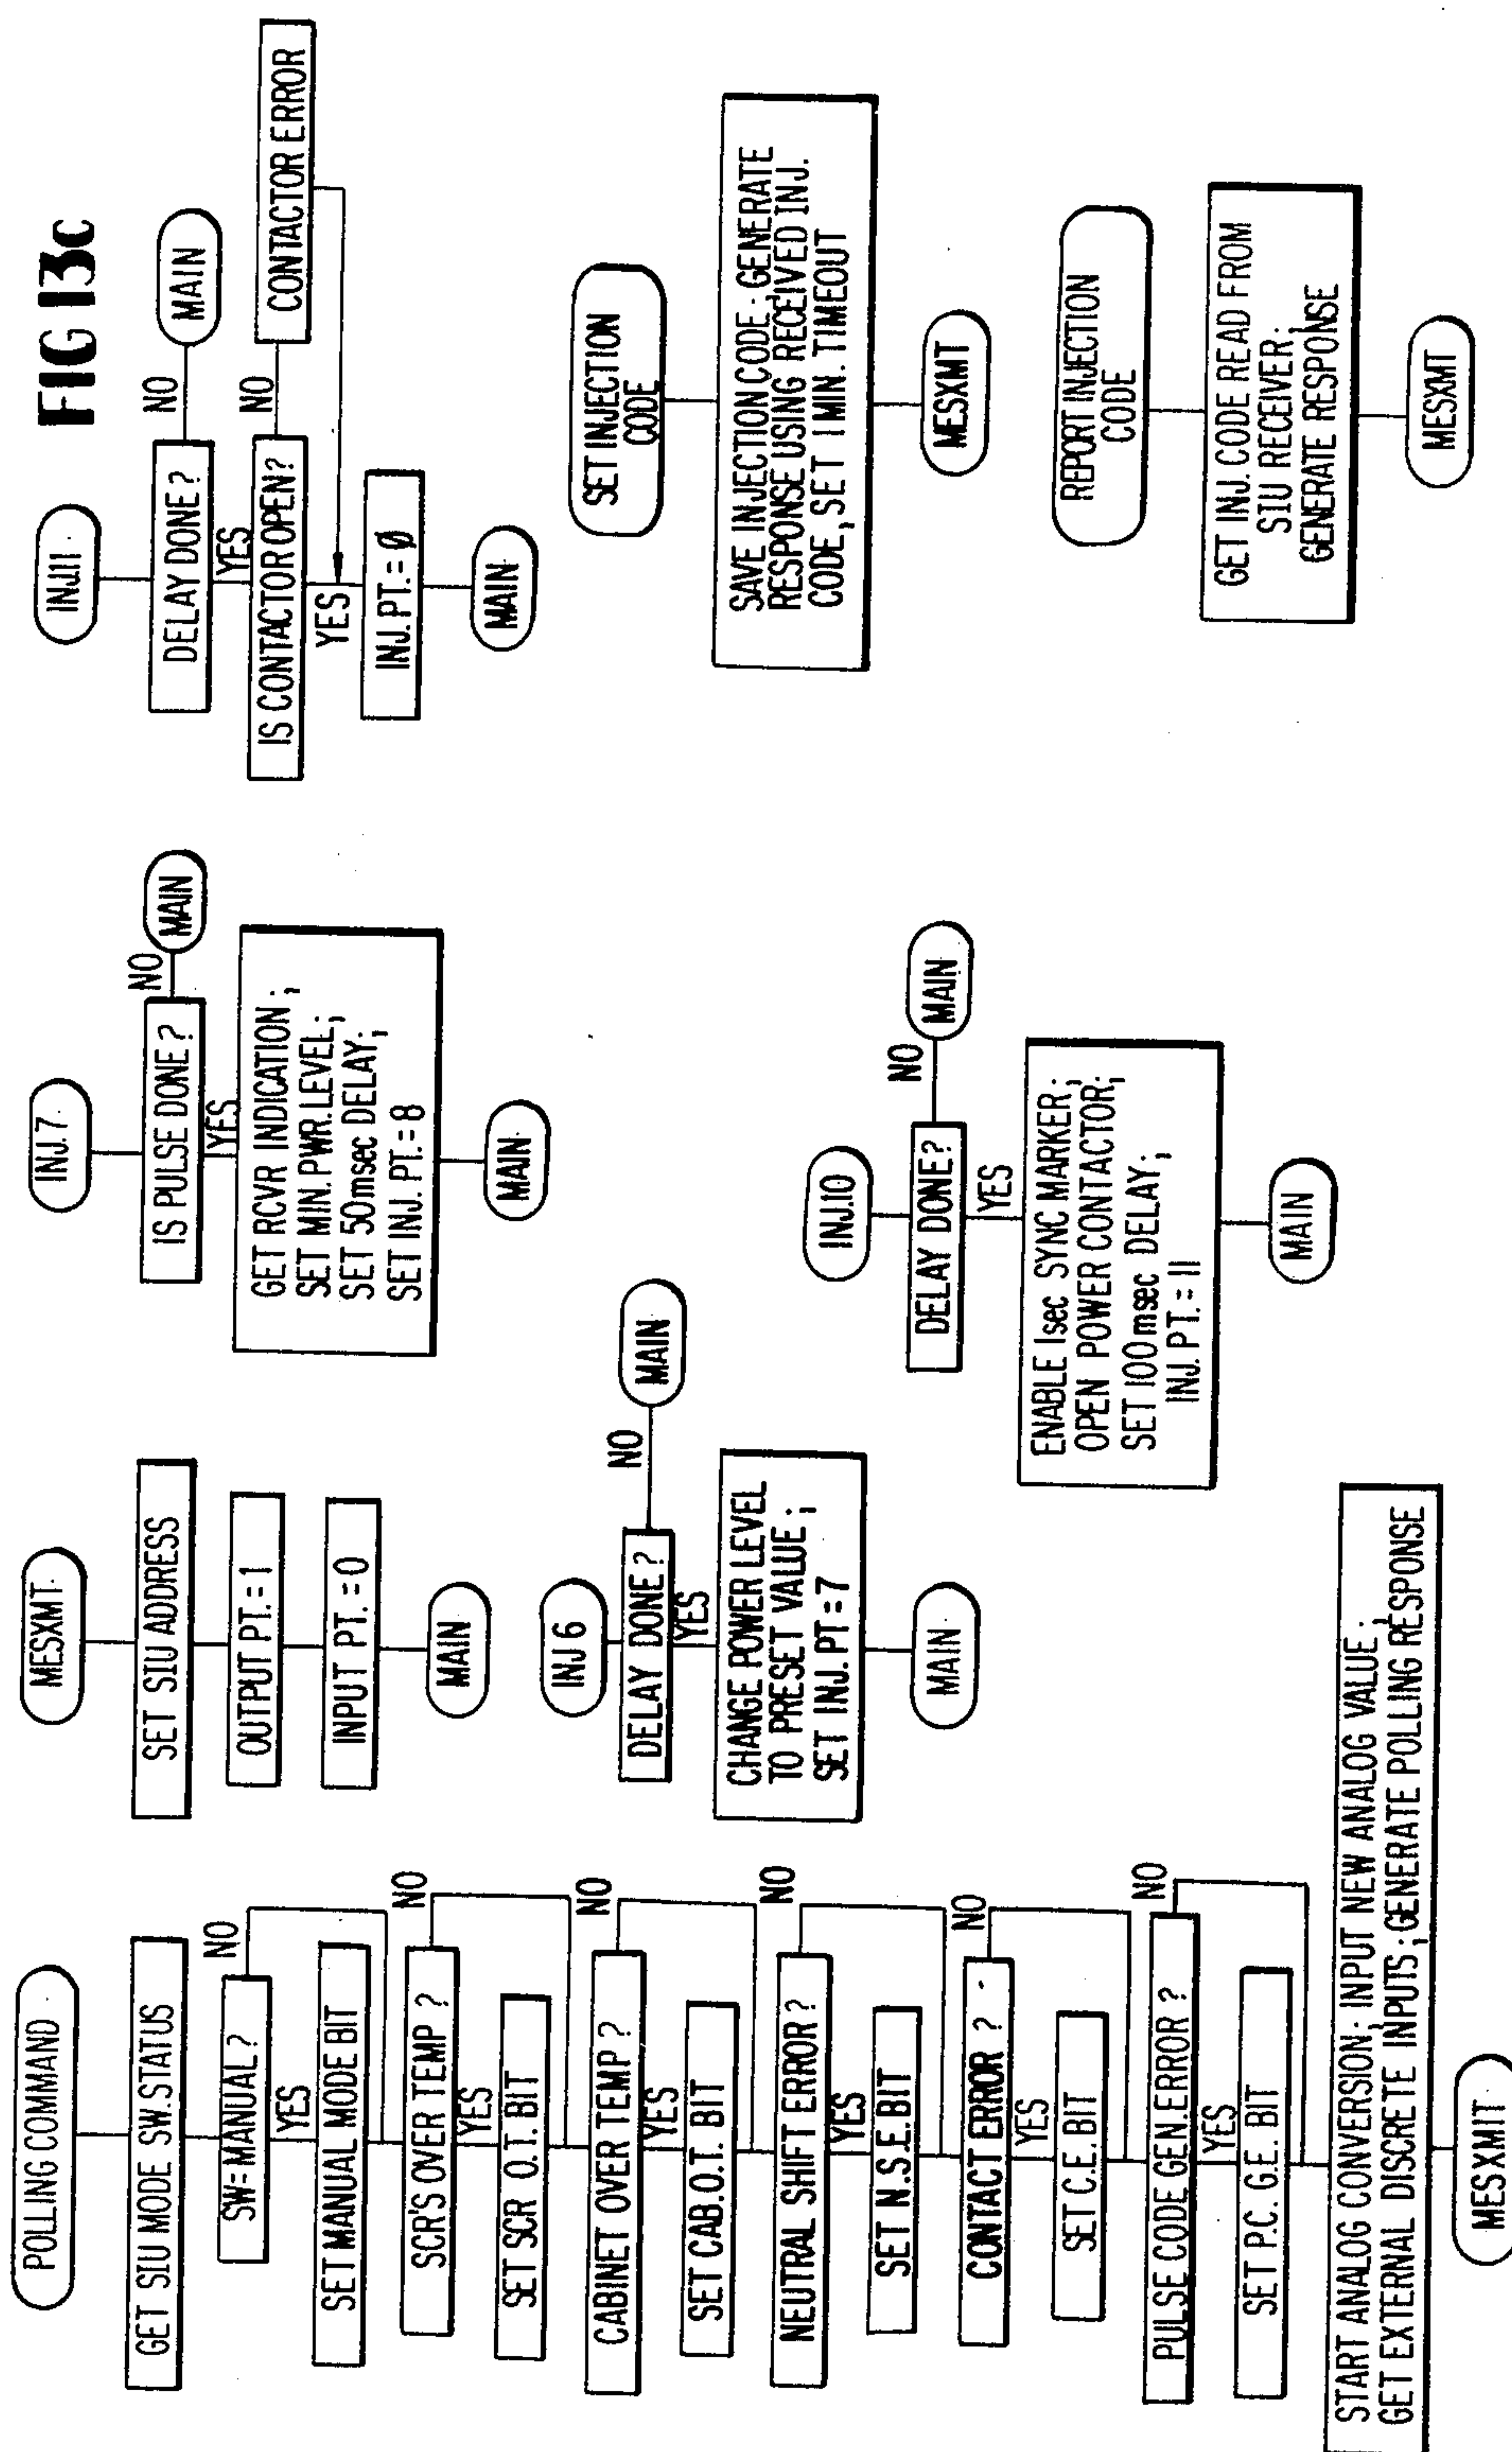 FIG 13c
POLLING COMMAND
GET SIU MODE SW. STATUS
SW=MANUAL?
NO
YES
SET MANUAL MODE BIT
SCR'S OVER TEMP?
NO
YES
SET SCR O.T. BIT
CABINET OVER TEMP?
NO
YES
SET CAB.O.T. BIT
NEUTRAL SHIFT ERROR?
NO
YES
SET N.S.E.BIT
CONTACT ERROR?
NO
YES
SET C.E. BIT
PULSE CODE GEN.ERROR?
NO
YES
SET P.C. G.E. BIT
START ANALOG CONVERSION; INPUT NEW ANALOG VALUE;
GET EXTERNAL DISCRETE INPUTS; GENERATE POLLING RESPONSE
MESXMIT
MESXMT
SET SIU ADDRESS
OUTPUT PT. = 1
INPUT PT. = 0
MAIN
INJ 6
DELAY DONE?
NO
MAIN
YES
CHANGE POWER LEVEL
TO PRESET VALUE;
SET INJ. PT = 7
MAIN
INJ. 7
IS PULSE DONE?
NO
MAIN
YES
GET RCVR INDICATION;
SET MIN. PWR. LEVEL;
SET 50msec DELAY;
SET INJ. PT. = 8
MAIN
INJ.10
DELAY DONE?
NO
MAIN
YES
ENABLE 1sec SYNC MARKER;
OPEN POWER CONTACTOR;
SET 100msec DELAY;
INJ. PT. = 11
MAIN
INJ.11
DELAY DONE?
NO
MAIN
YES
IS CONTACTOR OPEN?
NO
CONTACTOR ERROR
YES
INJ. PT. = Ø
MAIN
SET INJECTION
CODE
SAVE INJECTION CODE; GENERATE
RESPONSE USING RECEIVED INJ.
CODE, SET 1 MIN. TIMEOUT
MESXMT
REPORT INJECTION
CODE
GET INJ. CODE READ FROM
SIU RECEIVER;
GENERATE RESPONSE
MESXMT